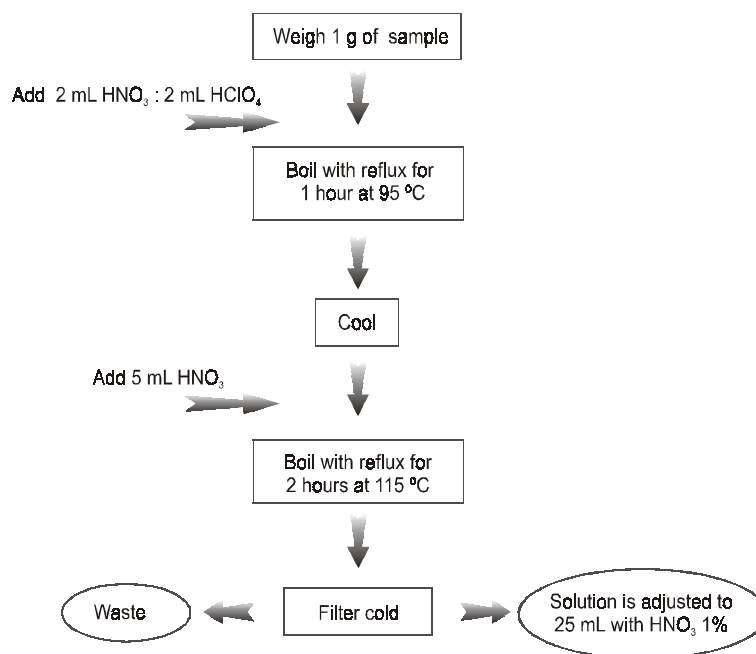 Weigh 1 g of sample
Add 2 mL HNO₃ : 2 mL HClO₄
Boil with reflux for
1 hour at 95 ºC
Cool
Add 5 mL HNO₃
Boil with reflux for
2 hours at 115 ºC
Waste
Filter cold
Solution is adjusted to
25 mL with HNO₃ 1%